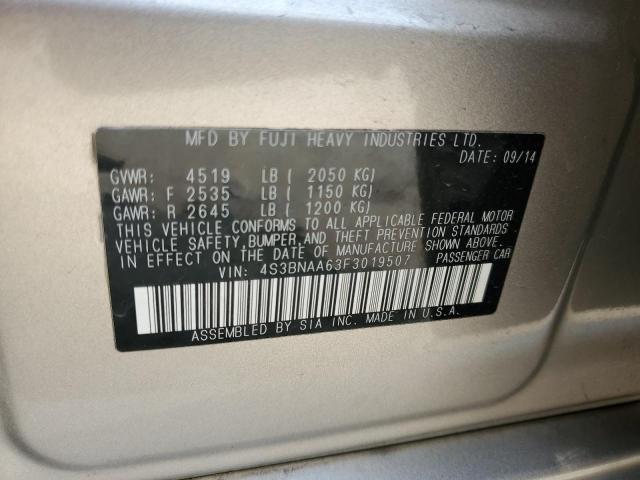 MFD BY FUJI HEAVY INDUSTRIES LTD.
DATE: 09/14
GVWR: 4519 LB ( 2050 KG)
GAWR: F 2535 LB ( 1150 KG)
GAWR: R 2645 LB ( 1200 KG)
THIS VEHICLE CONFORMS TO ALL APPLICABLE FEDERAL MOTOR
VEHICLE SAFETY, BUMPER, AND THEFT PREVENTION STANDARDS
IN EFFECT ON THE DATE OF MANUFACTURE SHOWN ABOVE.
VIN: 4S3BNAA63F3019507 PASSENGER CAR
ASSEMBLED BY SIA INC. MADE IN U.S.A.